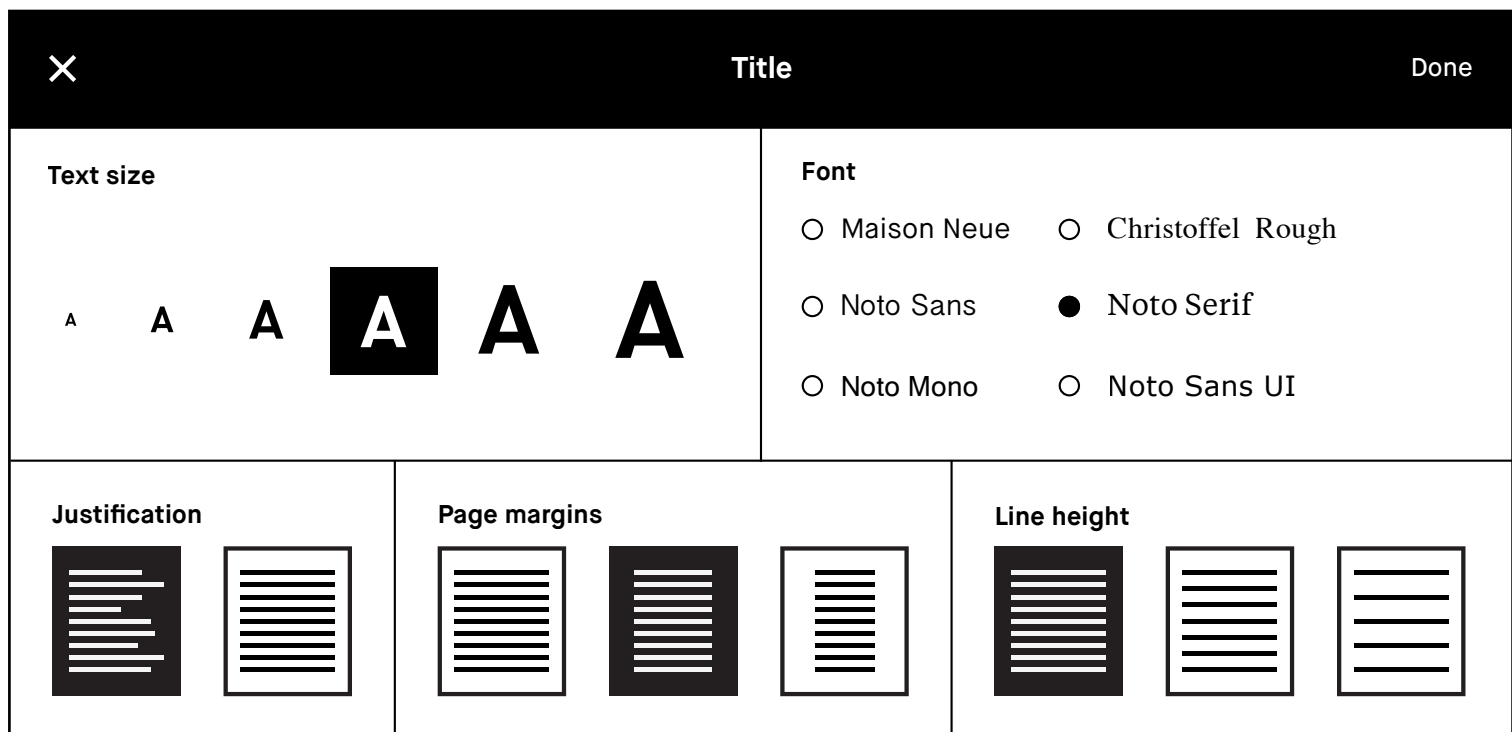 Title
Done
Text size
A A A A A A
Font
Maison Neue
Christoffel Rough
Noto Sans
Noto Serif
Noto Mono
Noto Sans UI
Justification
Page margins
Line height